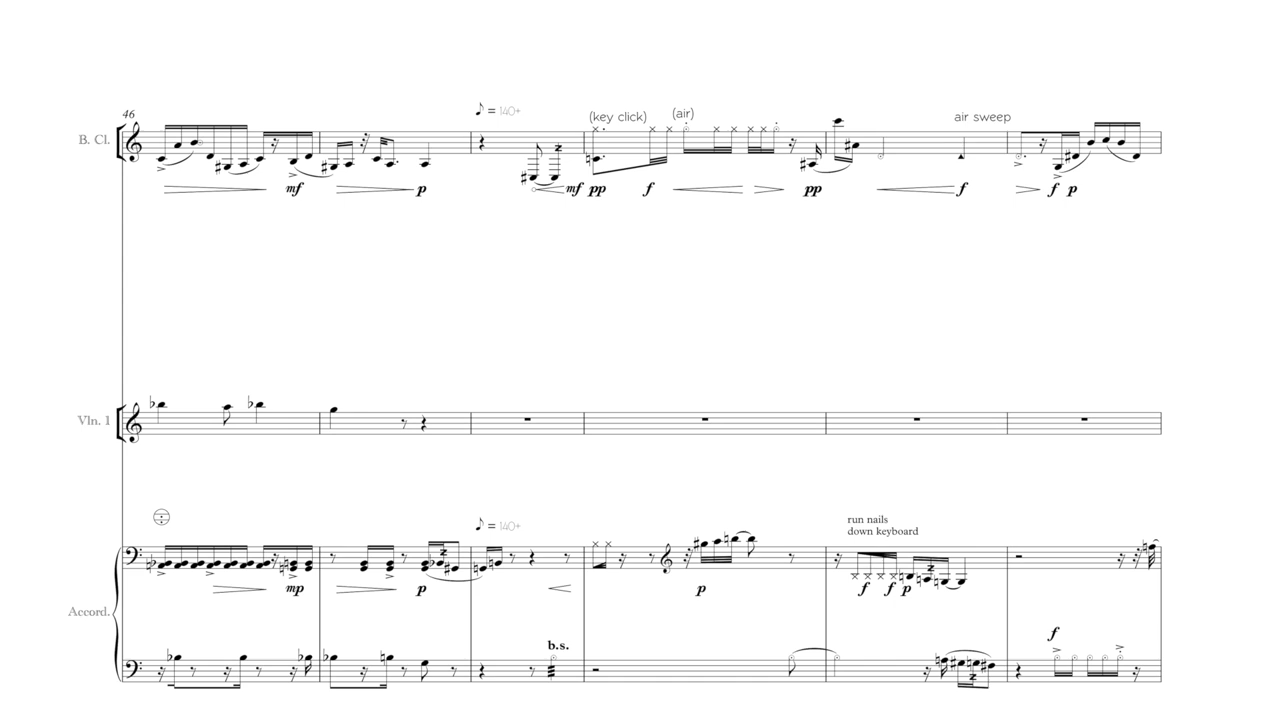 46
B. Cl.
= 140+
(key click)
(air)
air sweep
mf
p
mf
pp
f
pp
f
f
p
Vln. 1
= 140+
run nails
down keyboard
mp
p
p
f
f
p
Accord.
b.s.
f